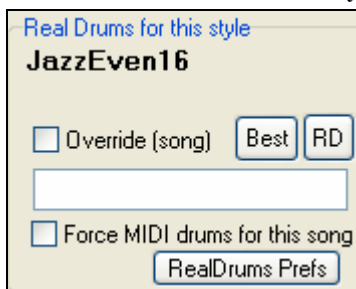 Real Drums for this style
JazzEven16
Override (song) Best RD
Force MIDI drums for this song
RealDrums Prefs